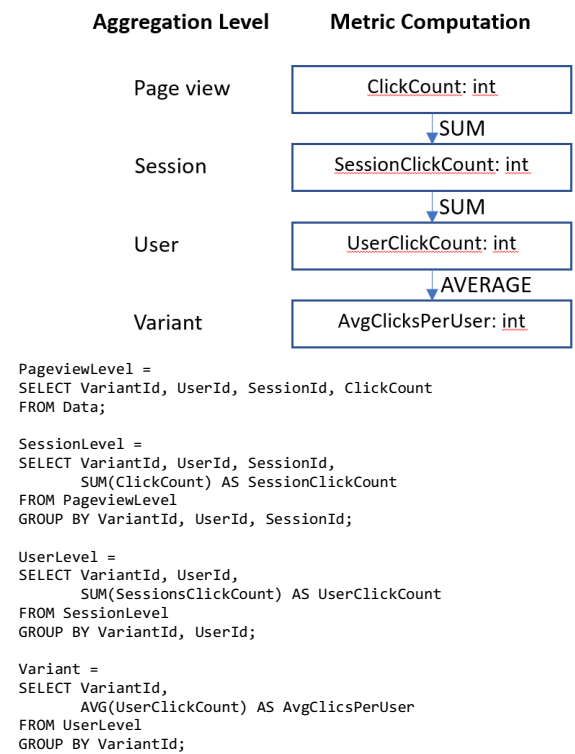 Aggregation Level Metric Computation
Page view ClickCount: int
SUM
Session SessionClickCount: int
SUM
User UserClickCount: int
AVERAGE
Variant AvgClicksPerUser: int
PageviewLevel =
SELECT VariantId, UserId, SessionId, ClickCount
FROM Data;
SessionLevel =
SELECT VariantId, UserId, SessionId,
SUM(ClickCount) AS SessionClickCount
FROM PageviewLevel
GROUP BY VariantId, UserId, SessionId;
UserLevel =
SELECT VariantId, UserId,
SUM(SessionsClickCount) AS UserClickCount
FROM SessionLevel
GROUP BY VariantId, UserId;
Variant =
SELECT VariantId,
AVG(UserClickCount) AS AvgClicsPerUser
FROM UserLevel
GROUP BY VariantId;